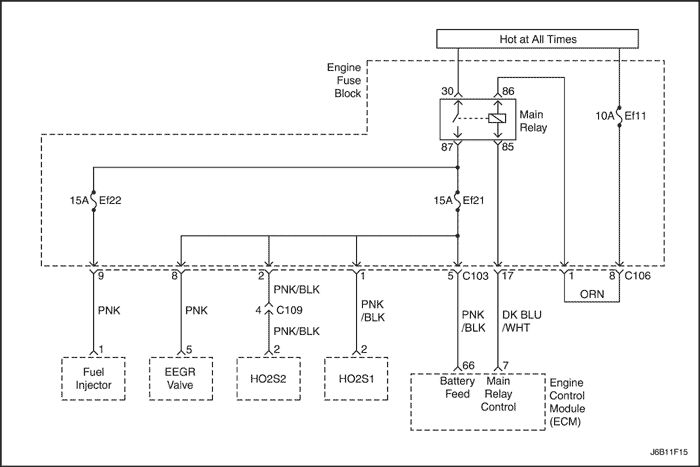 Hot at All Times
Engine
Fuse
Block
30
86
Main
Relay
10A
Ef11
87
85
15A
Ef22
15A
Ef21
9
8
2
1
5
C103
17
1
8
C106
PNK
PNK
PNK/BLK
4
C109
PNK/BLK
PNK
/BLK
PNK
/BLK
DK BLU
/WHT
ORN
1
5
2
2
66
7
Fuel
Injector
EEGR
Valve
HO2S2
HO2S1
Battery
Feed
Main
Relay
Control
Engine
Control
Module
(ECM)
J6B11F15